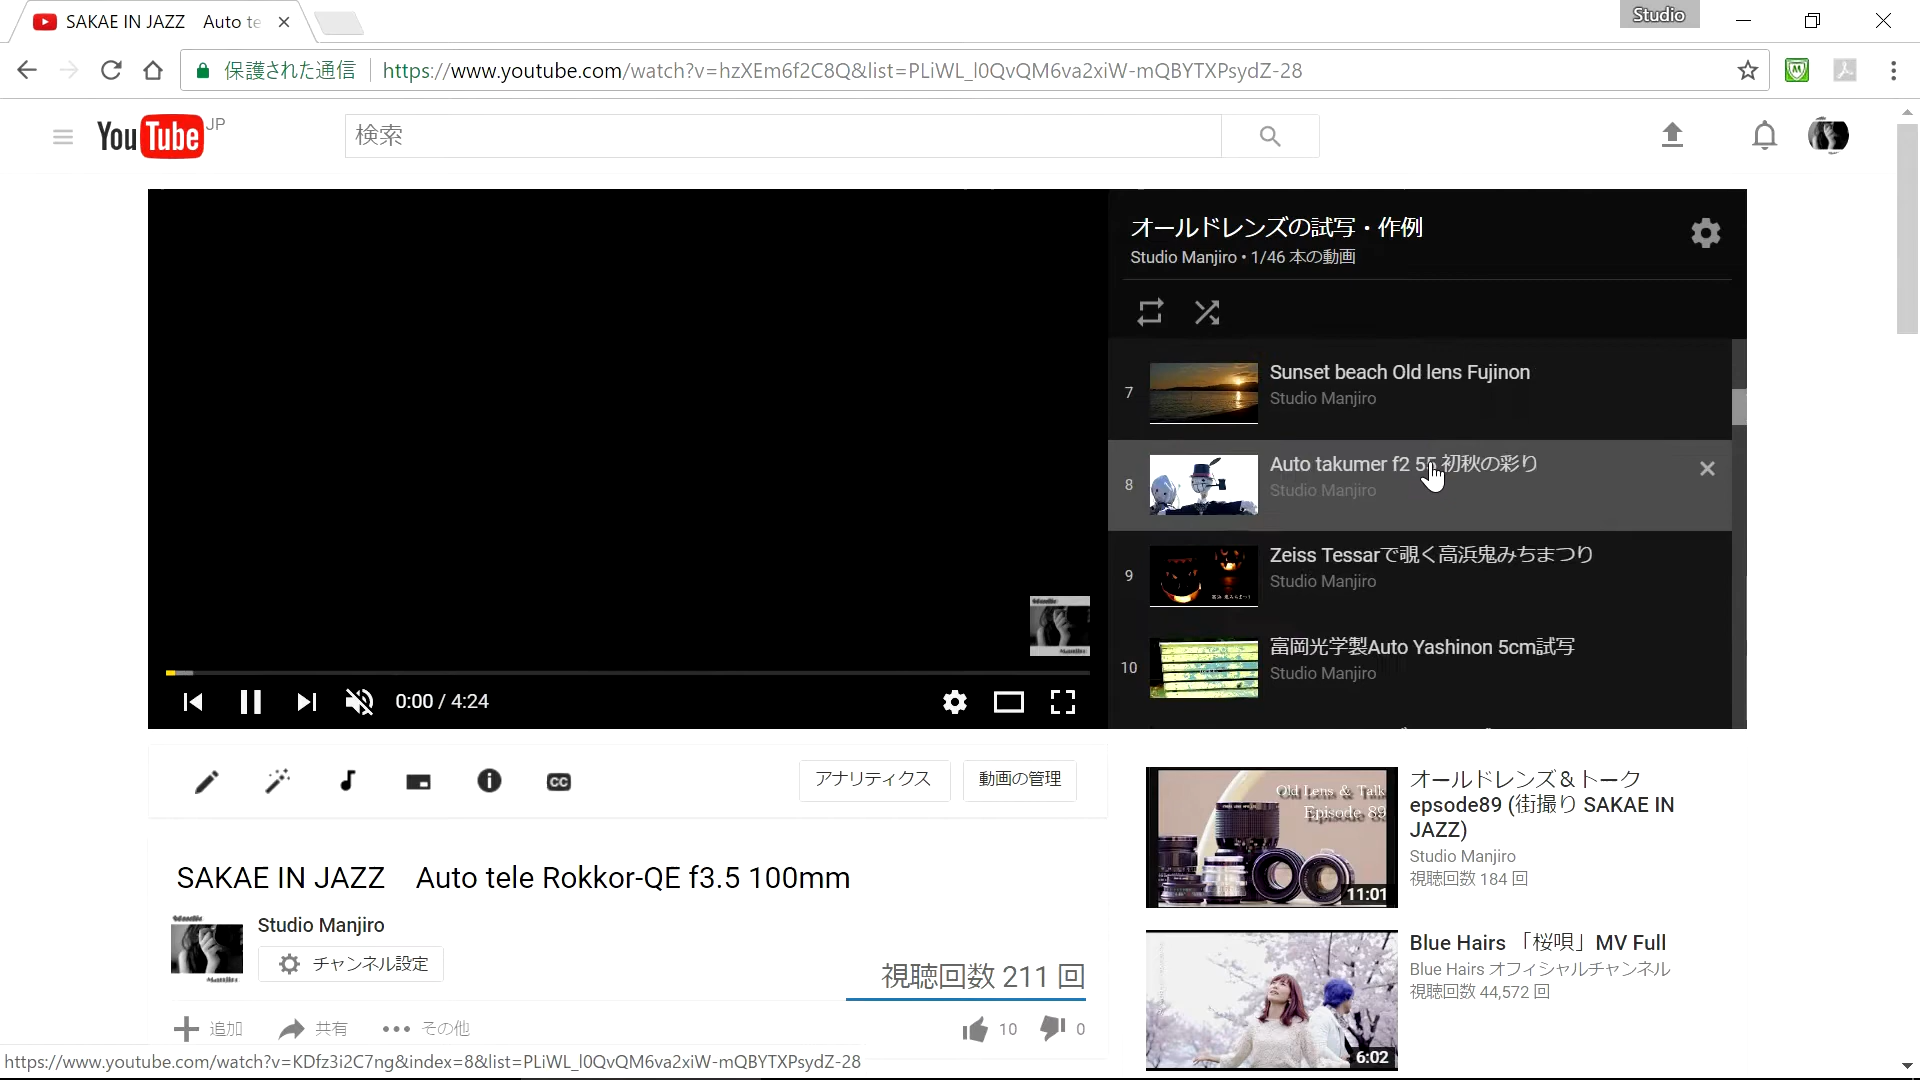 SAKAE IN JAZZ Auto te
Studio
保護された通信
https://www.youtube.com/watch?v=hzXEm6f2C8Q&list=PLiWL_l0QvQM6va2xiW-mQBYTXPsydZ-28
YouTube JP
検索
オールドレンズの試写・作例
Studio Manjiro • 1/46 本の動画
7
Sunset beach Old lens Fujinon
Studio Manjiro
8
Auto takumer f2 55 初秋の彩り
Studio Manjiro
9
Zeiss Tessarで覗く高浜鬼みちまつり
Studio Manjiro
10
富岡光学製Auto Yashinon 5cm試写
Studio Manjiro
0:00 / 4:24
CC
アナリティクス
動画の管理
SAKAE IN JAZZ Auto tele Rokkor-QE f3.5 100mm
Studio Manjiro
チャンネル設定
視聴回数 211 回
追加
共有
その他
10
0
Old Lens & Talk
Episode 89
11:01
オールドレンズ＆トーク
epsode89 (街撮り SAKAE IN
JAZZ)
Studio Manjiro
視聴回数 184 回
6:02
Blue Hairs 「桜唄」MV Full
Blue Hairs オフィシャルチャンネル
視聴回数 44,572 回
https://www.youtube.com/watch?v=KDfz3i2C7ng&index=8&list=PLiWL_l0QvQM6va2xiW-mQBYTXPsydZ-28